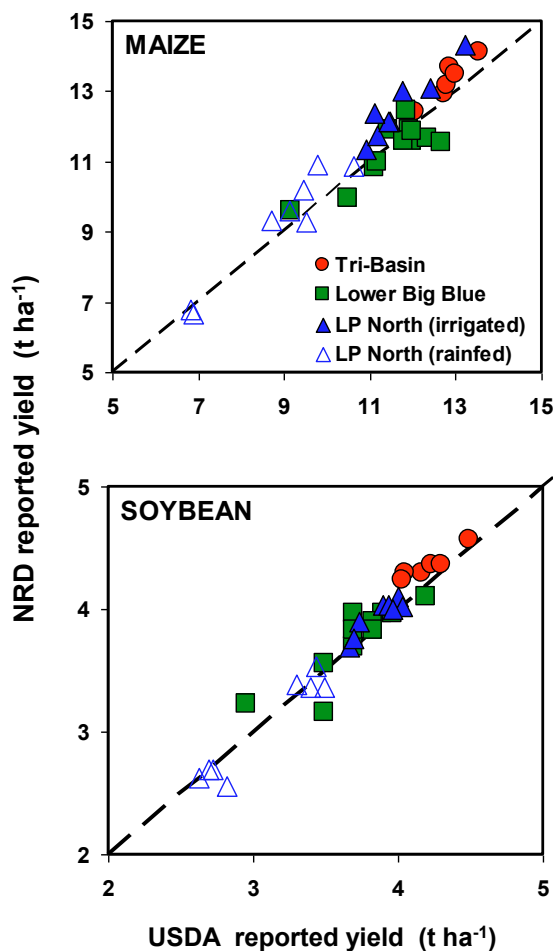 MAIZE
15
13
11
9
7
5
5 7 9 11 13 15
Tri-Basin
Lower Big Blue
LP North (irrigated)
LP North (rainfed)
NRD reported yield (t ha⁻¹)
SOYBEAN
5
4
3
2
2 3 4 5
USDA reported yield (t ha⁻¹)